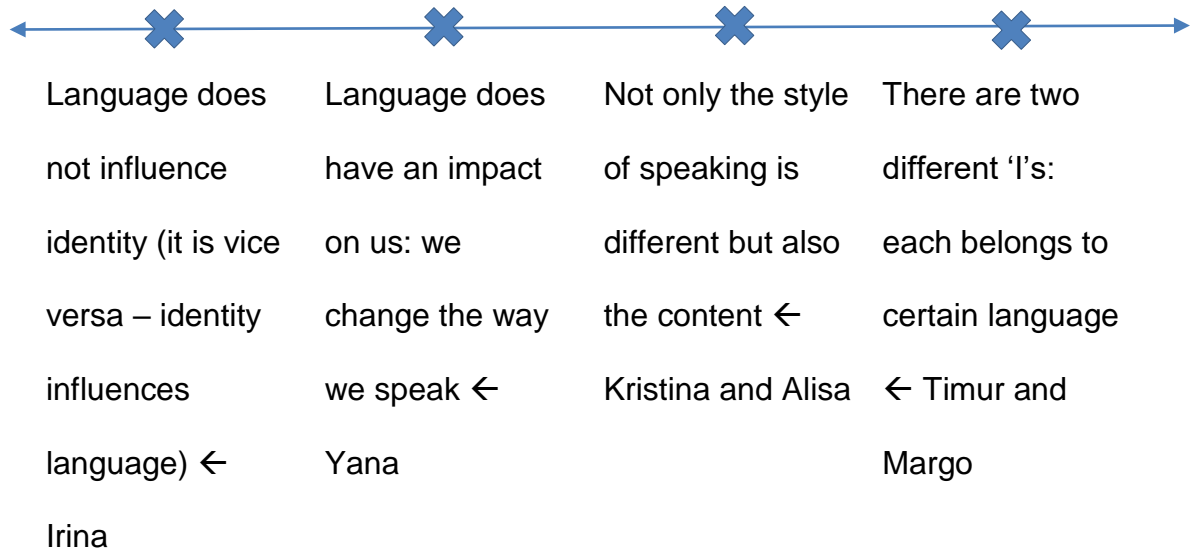 Language does
not influence
identity (it is vice
versa – identity
influences
language) ←
Irina
Language does
have an impact
on us: we
change the way
we speak ←
Yana
Not only the style
of speaking is
different but also
the content ←
Kristina and Alisa
There are two
different ‘I’s:
each belongs to
certain language
← Timur and
Margo